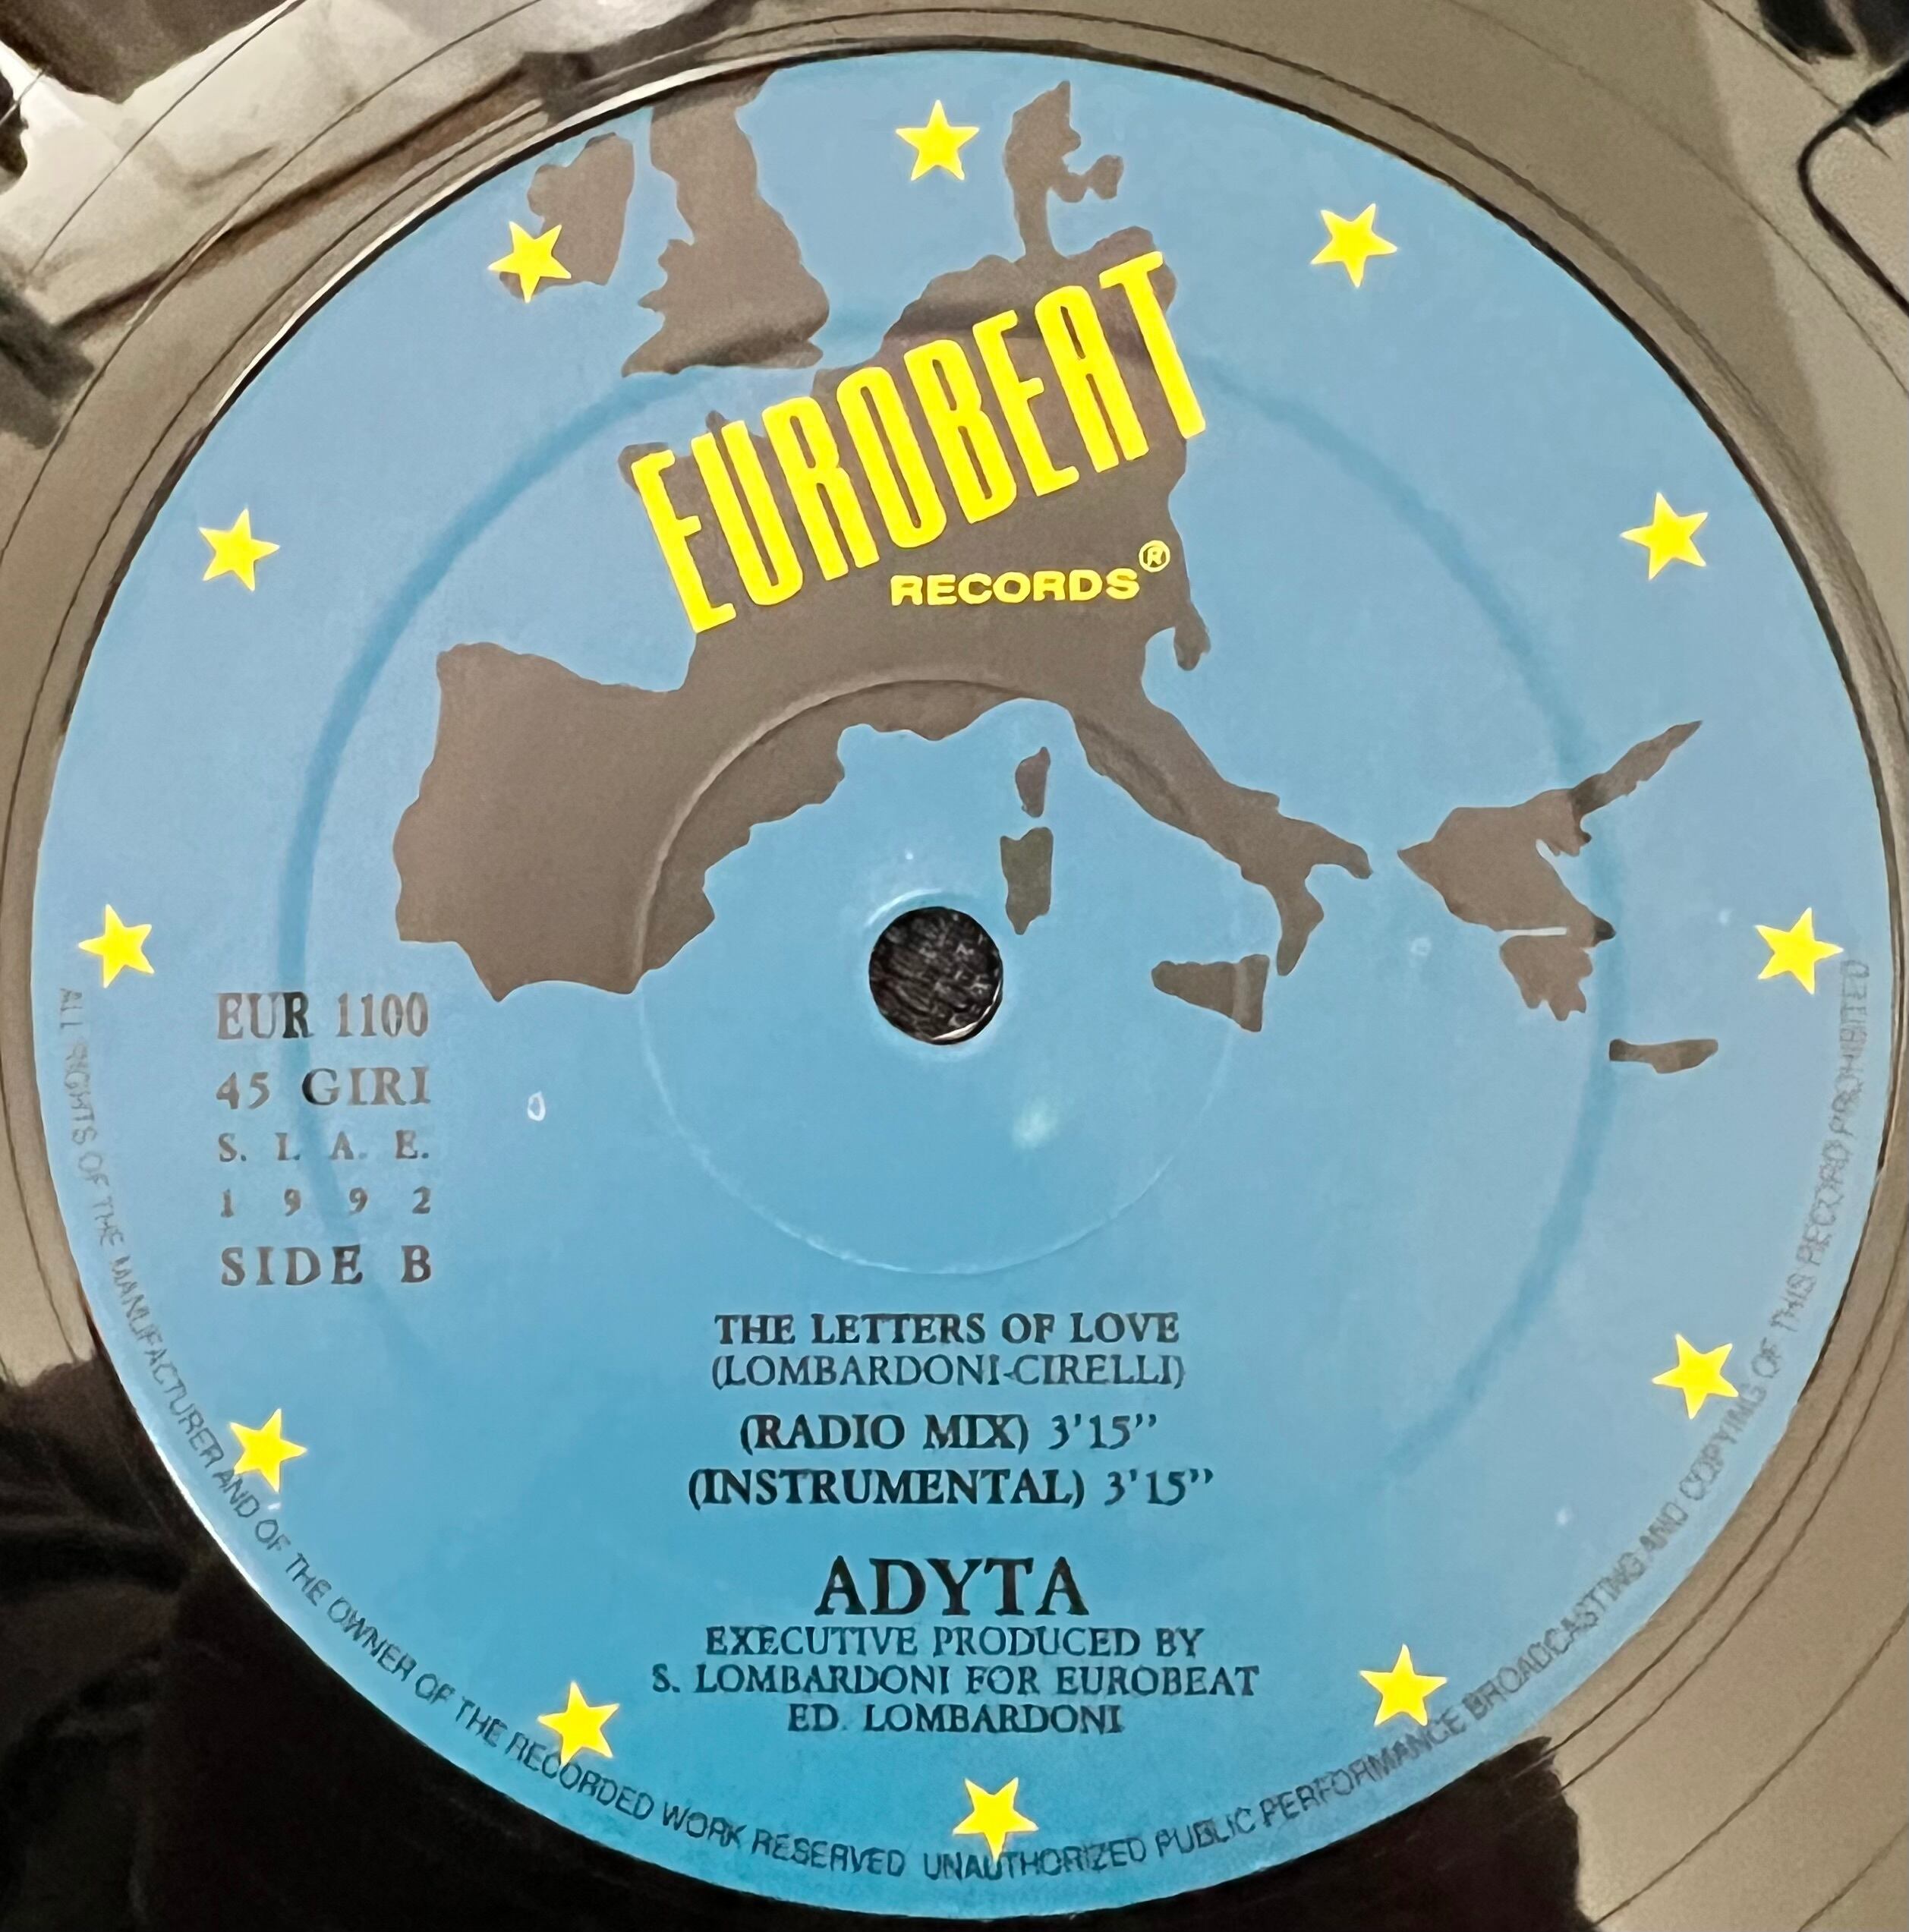 EUROBEAT
RECORDS®
EUR 1100
45 GIRI
S. I. A. E.
1 9 9 2
SIDE B
THE LETTERS OF LOVE
(LOMBARDONI-CIRELLI)
(RADIO MIX) 3'15”
(INSTRUMENTAL) 3'15”
ADYTA
EXECUTIVE PRODUCED BY
S. LOMBARDONI FOR EUROBEAT
ED. LOMBARDONI
ALL RIGHTS OF THE MANUFACTURER AND OF THE OWNER OF THE RECORDED WORK RESERVED UNAUTHORIZED PUBLIC PERFORMANCE BROADCASTING AND COPYING OF THIS RECORD PROHIBITED